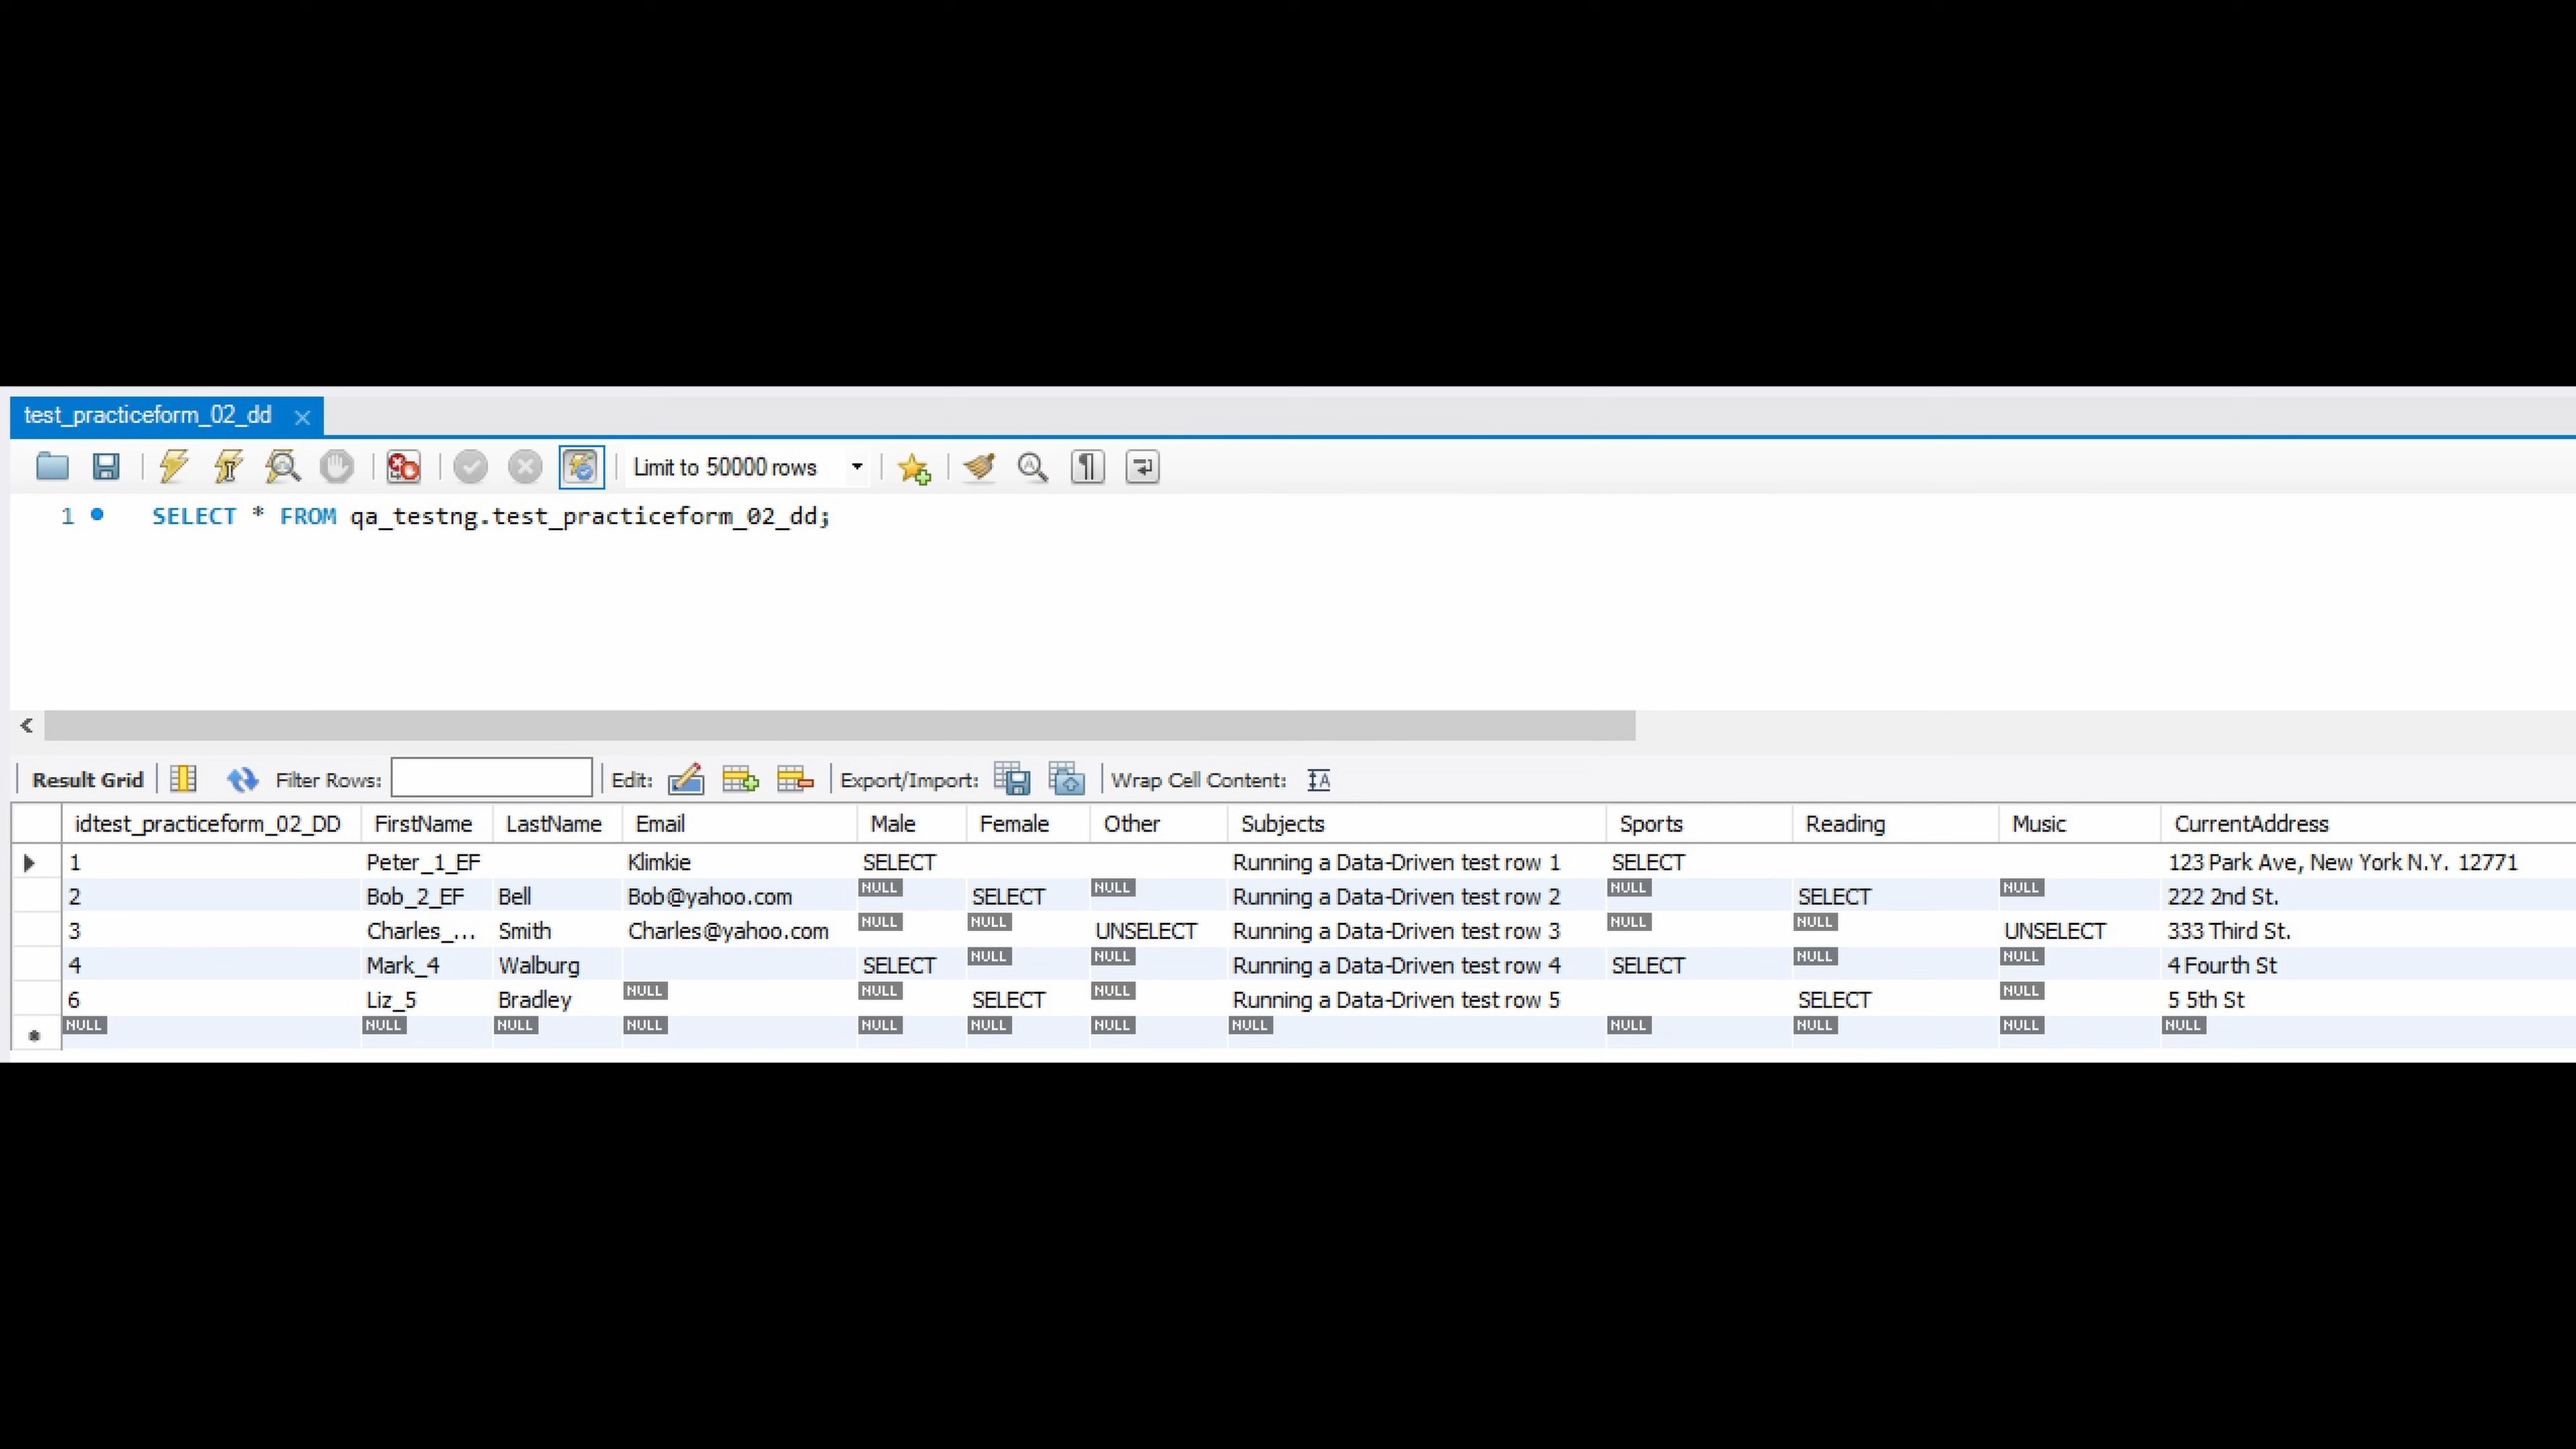 test_practiceform_02_dd
Limit to 50000 rows
1 SELECT * FROM qa_testng.test_practiceform_02_dd;
Result Grid Filter Rows: Edit: Export/Import: Wrap Cell Content:
idtest_practiceform_02_DD FirstName LastName Email Male Female Other Subjects Sports Reading Music CurrentAddress
1 Peter_1_EF Klimkie SELECT Running a Data-Driven test row 1 SELECT 123 Park Ave, New York N.Y. 12771
2 Bob_2_EF Bell Bob@yahoo.com NULL SELECT NULL Running a Data-Driven test row 2 NULL SELECT NULL 222 2nd St.
3 Charles_... Smith Charles@yahoo.com NULL NULL UNSELECT Running a Data-Driven test row 3 NULL NULL UNSELECT 333 Third St.
4 Mark_4 Walburg SELECT NULL NULL Running a Data-Driven test row 4 SELECT NULL NULL 4 Fourth St
6 Liz_5 Bradley NULL NULL SELECT NULL Running a Data-Driven test row 5 SELECT NULL 5 5th St
NULL NULL NULL NULL NULL NULL NULL NULL NULL NULL NULL NULL